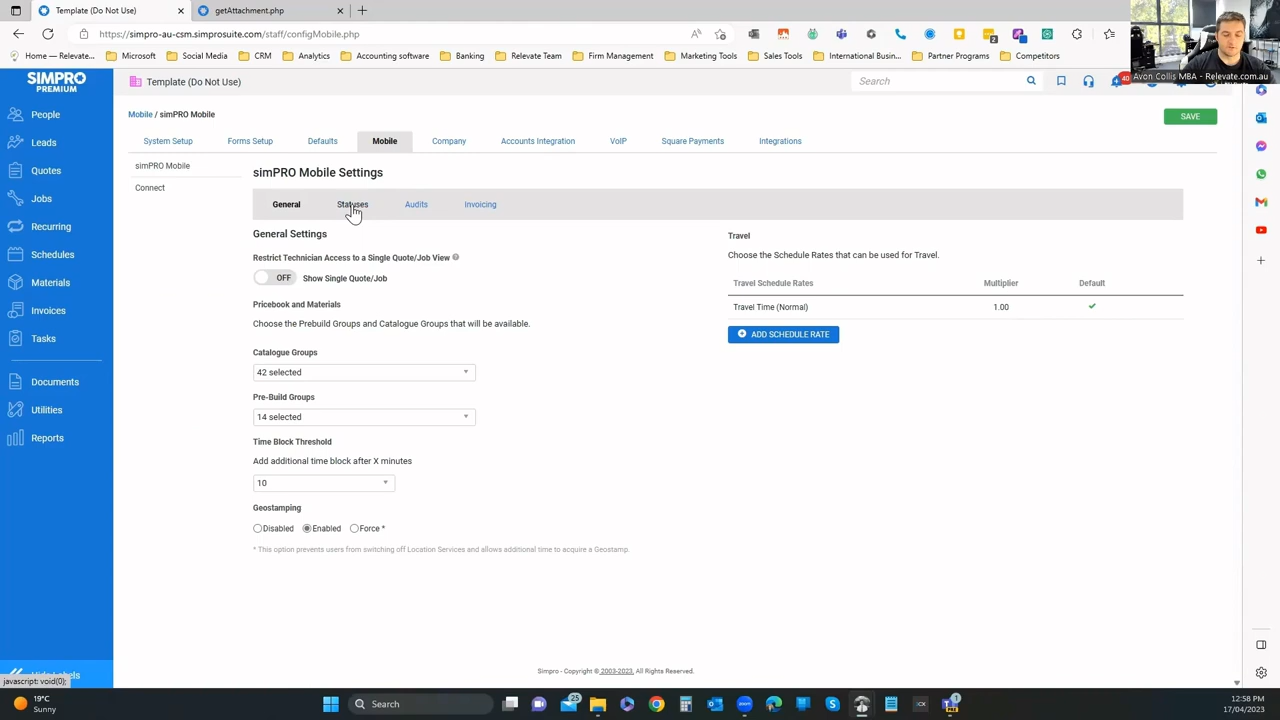 Template (Do Not Use)
getAttachment.php
https://simpro-au-csm.simprosuite.com/staff/configMobile.php
Home – Relevate...
Microsoft
Social Media
CRM
Analytics
Accounting software
Banking
Relevate Team
Firm Management
Marketing Tools
Sales Tools
International Busin...
Partner Programs
Competitors
Avon Collis MBA - Relevate.com.au
SIMPRO
PREMIUM
Template (Do Not Use)
Search
40
Mobile / simPRO Mobile
SAVE
System Setup
Forms Setup
Defaults
Mobile
Company
Accounts Integration
VoIP
Square Payments
Integrations
People
Leads
Quotes
Jobs
Recurring
Schedules
Materials
Invoices
Tasks
Documents
Utilities
Reports
Hide Labels
simPRO Mobile
Connect
simPRO Mobile Settings
General
Statuses
Audits
Invoicing
General Settings
Restrict Technician Access to a Single Quote/Job View
OFF
Show Single Quote/Job
Pricebook and Materials
Choose the Prebuild Groups and Catalogue Groups that will be available.
Catalogue Groups
42 selected
Pre-Build Groups
14 selected
Time Block Threshold
Add additional time block after X minutes
10
Geostamping
Disabled
Enabled
Force *
* This option prevents users from switching off Location Services and allows additional time to acquire a Geostamp.
Travel
Choose the Schedule Rates that can be used for Travel.
Travel Schedule Rates
Multiplier
Default
Travel Time (Normal)
1.00
ADD SCHEDULE RATE
Simpro - Copyright © 2003-2023, All Rights Reserved.
javascript: void(0);
19°C
Sunny
Search
25
1
12:58 PM
17/04/2023